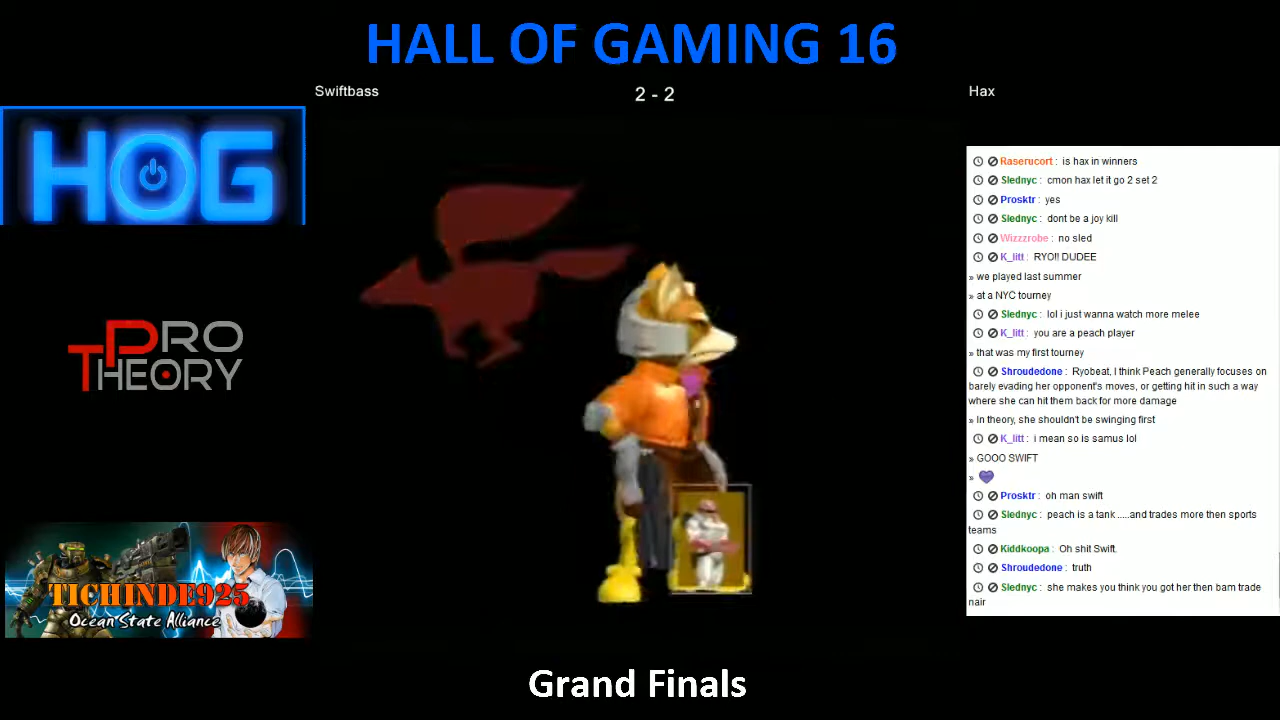 HALL OF GAMING 16
Swiftbass
2 - 2
Hax
HOG
PRO
THEORY
TICHINDE925
Ocean State Alliance
Raserucort : is hax in winners
Slednyc : cmon hax let it go 2 set 2
Prosktr : yes
Slednyc : dont be a joy kill
Wizzzrobe : no sled
K_litt : RYO!! DUDEE
» we played last summer
» at a NYC tourney
Slednyc : lol i just wanna watch more melee
K_litt : you are a peach player
» that was my first tourney
Shroudedone : Ryobeat, I think Peach generally focuses on
barely evading her opponent's moves, or getting hit in such a way
where she can hit them back for more damage
» In theory, she shouldn't be swinging first
K_litt : i mean so is samus lol
» GOOO SWIFT
»
Prosktr : oh man swift
Slednyc : peach is a tank .....and trades more then sports
teams
Kiddkoopa : Oh shit Swift.
Shroudedone : truth
Slednyc : she makes you think you got her then bam trade
nair
Grand Finals